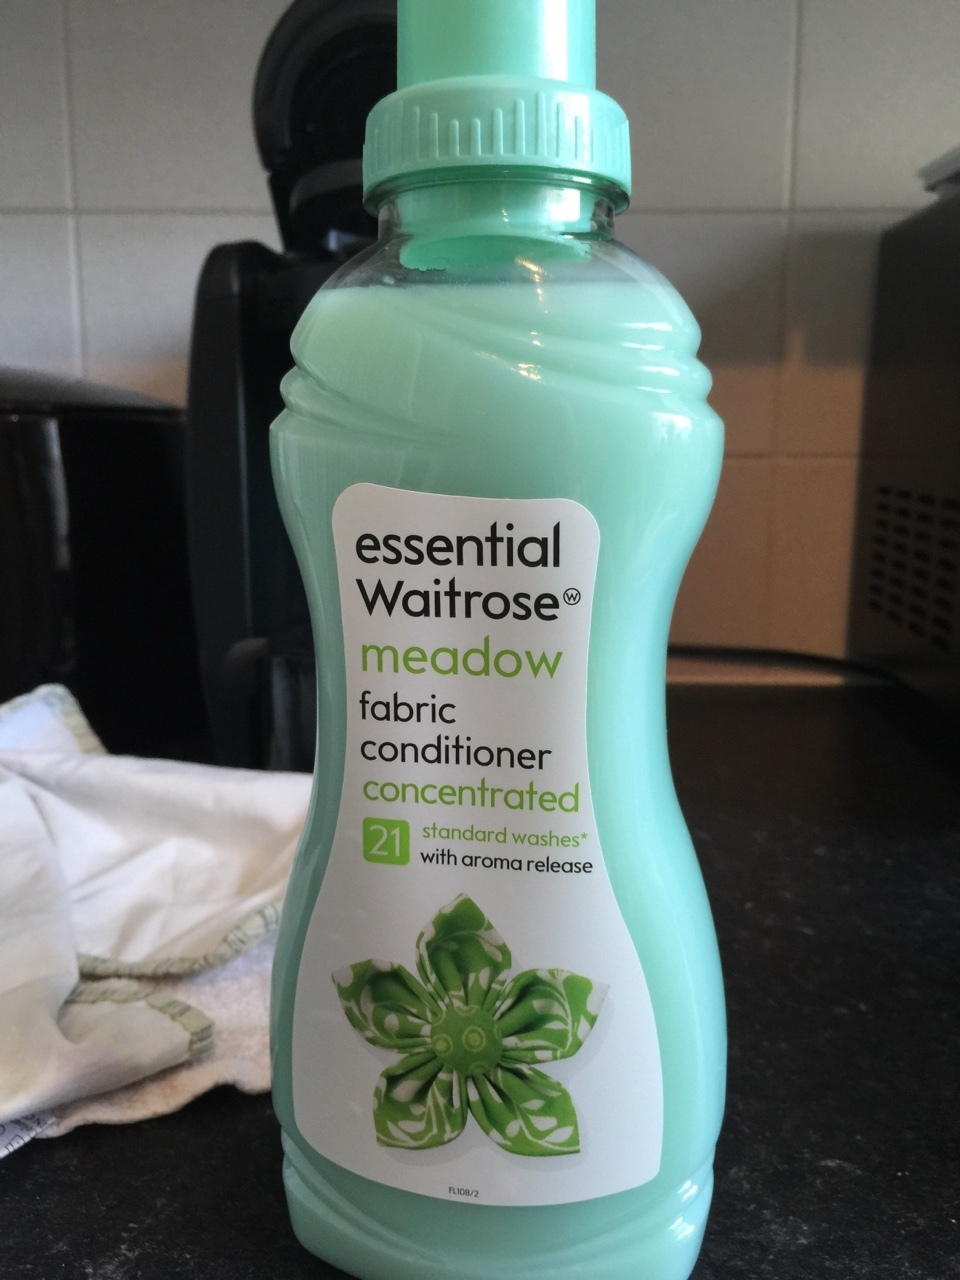 essential
Waitrose
meadow
fabric
conditioner
concentrated
21 standard washes*
with aroma release
FL108/2